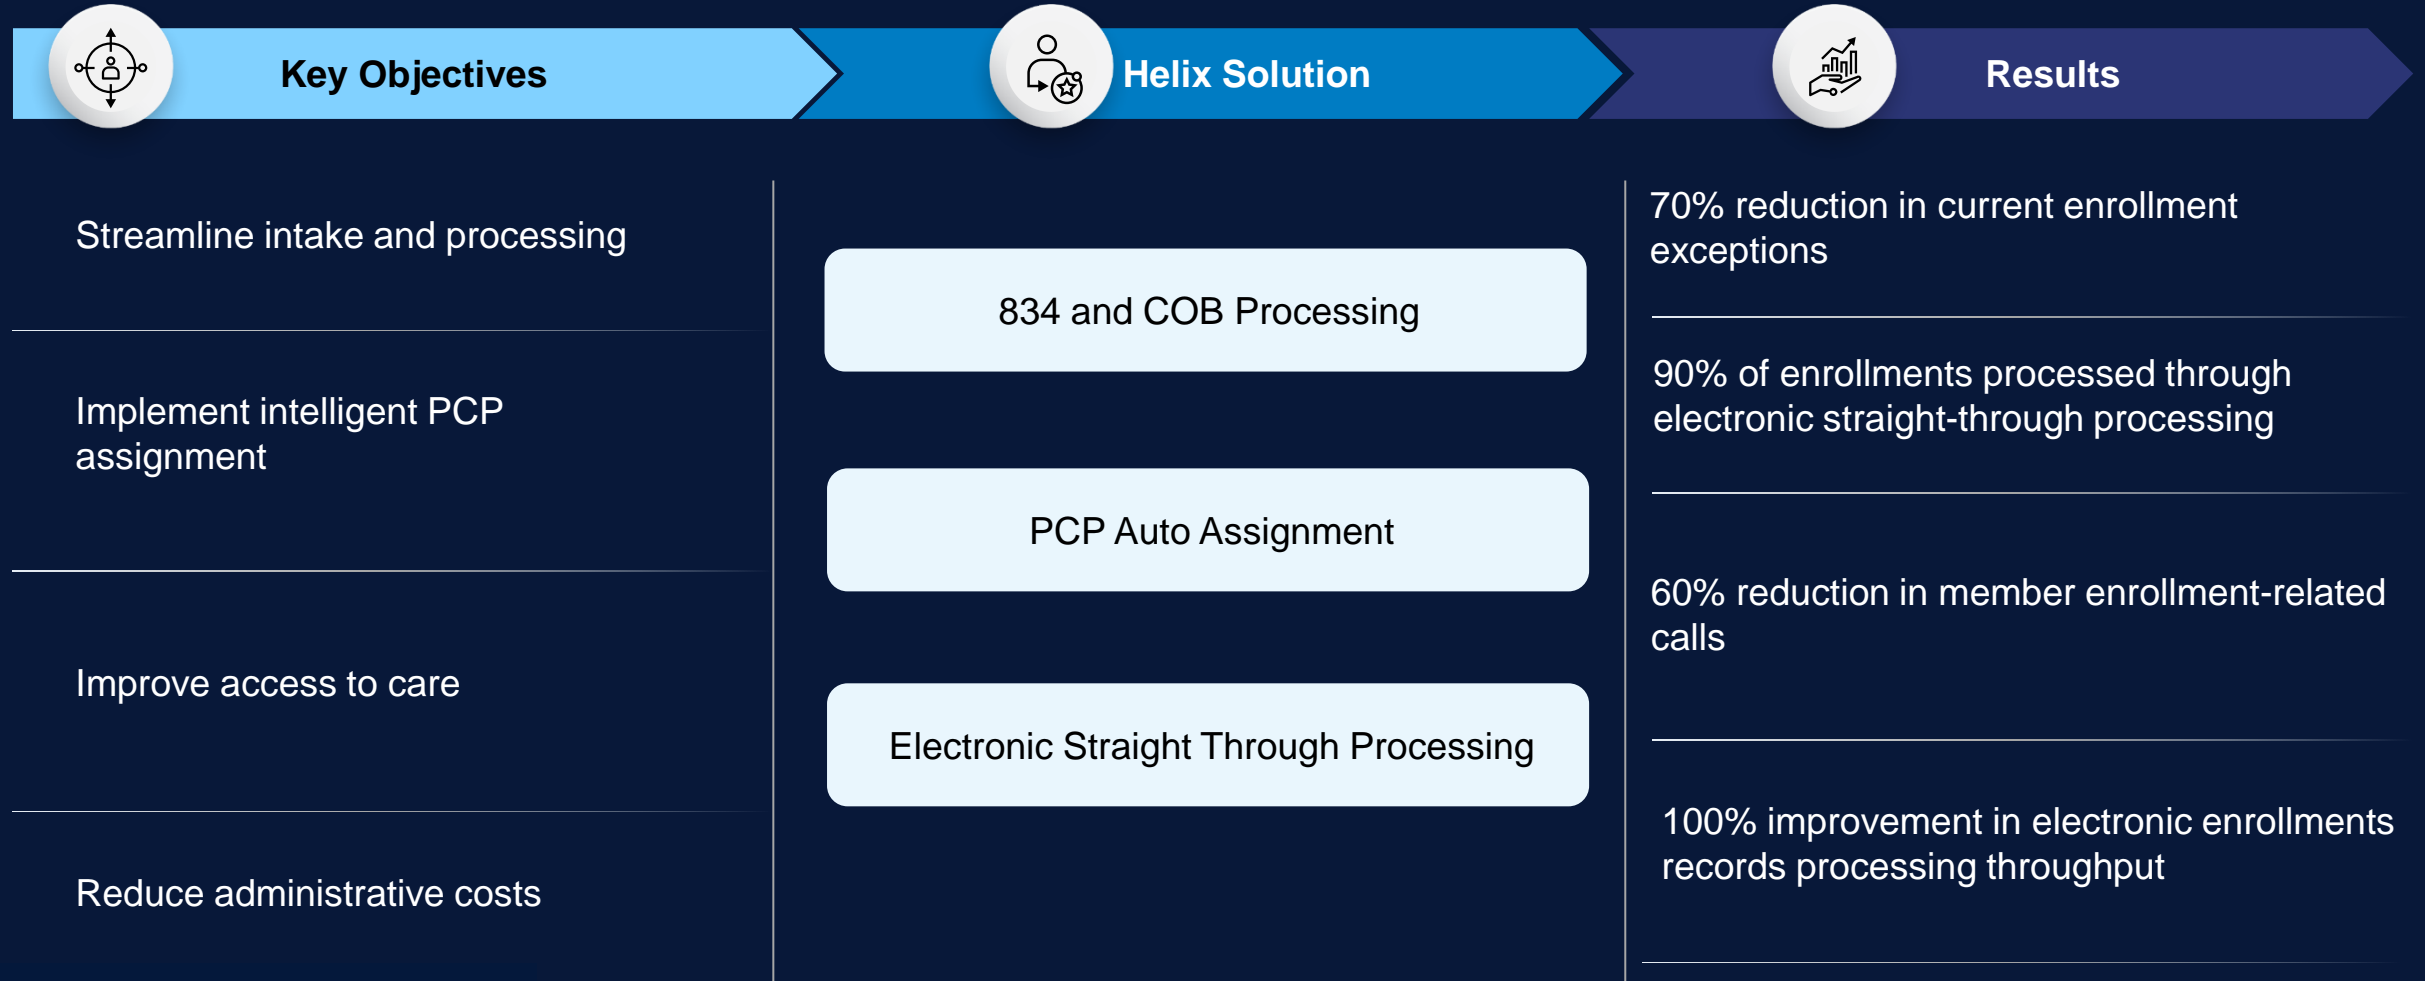 Key Objectives
Helix Solution
Results
Streamline intake and processing
Implement intelligent PCP
assignment
Improve access to care
Reduce administrative costs
834 and COB Processing
PCP Auto Assignment
Electronic Straight Through Processing
70% reduction in current enrollment
exceptions
90% of enrollments processed through
electronic straight-through processing
60% reduction in member enrollment-related
calls
100% improvement in electronic enrollments
records processing throughput